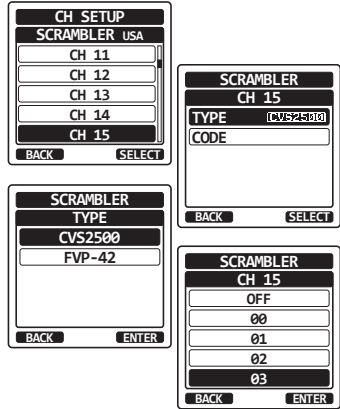 CH SETUP
SCRAMBLER USA
CH 11
CH 12
CH 13
CH 14
CH 15
BACK SELECT
SCRAMBLER
CH 15
TYPE CVS2500
CODE
BACK SELECT
SCRAMBLER
TYPE
CVS2500
FVP-42
BACK ENTER
SCRAMBLER
CH 15
OFF
00
01
02
03
BACK ENTER